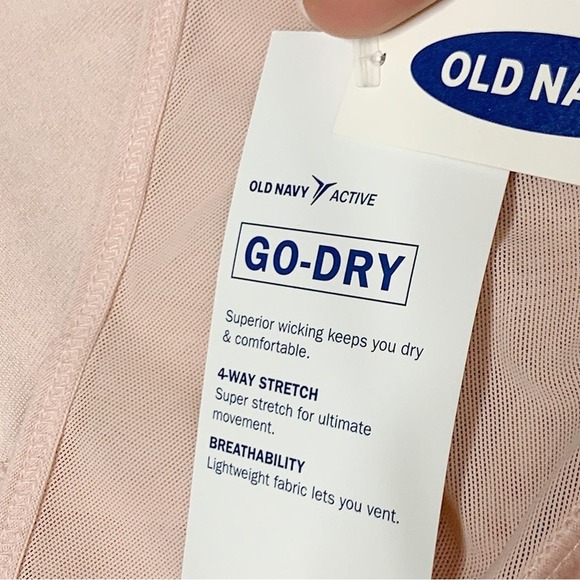 OLD NA
OLD NAVY ACTIVE
GO-DRY
Superior wicking keeps you dry
& comfortable.
4-WAY STRETCH
Super stretch for ultimate
movement.
BREATHABILITY
Lightweight fabric lets you vent.